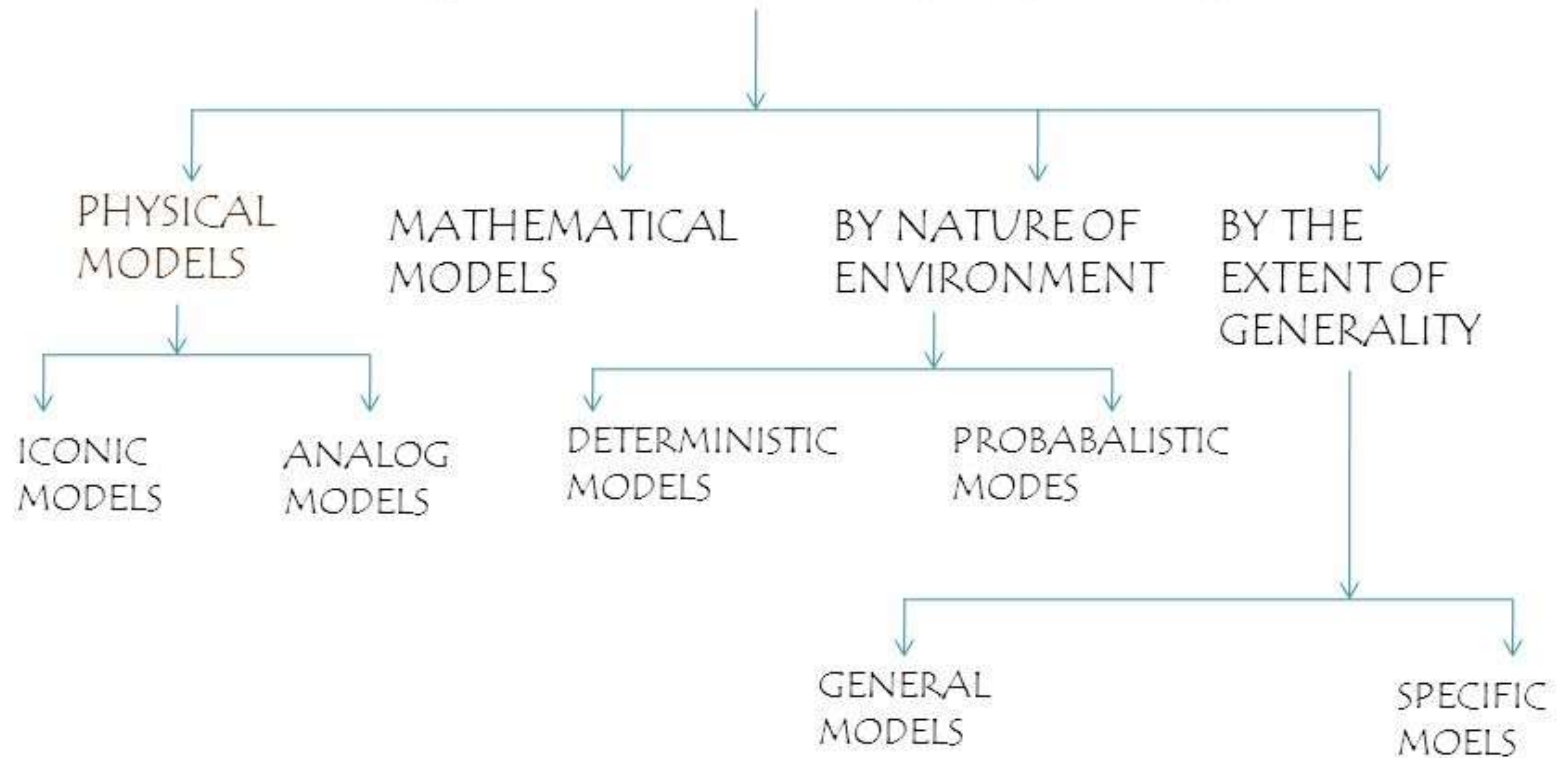 PHYSICAL
MODELS
MATHEMATICAL
MODELS
BY NATURE OF
ENVIRONMENT
BY THE
EXTENT OF
GENERALITY
ICONIC
MODELS
ANALOG
MODELS
DETERMINISTIC
MODELS
PROBABALISTIC
MODES
GENERAL
MODELS
SPECIFIC
MOELS